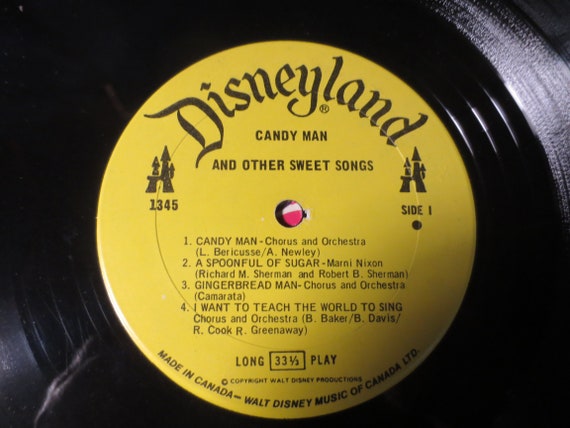 Disneyland®
CANDY MAN
AND OTHER SWEET SONGS
1345
SIDE I
1. CANDY MAN - Chorus and Orchestra
(L. Bericusse/A. Newley)
2. A SPOONFUL OF SUGAR - Marni Nixon
(Richard M. Sherman and Robert B. Sherman)
3. GINGERBREAD MAN - Chorus and Orchestra
(Camarata)
4. I WANT TO TEACH THE WORLD TO SING
Chorus and Orchestra (B. Baker/B. Davis/
R. Cook R. Greenaway)
LONG 33⅓ PLAY
© COPYRIGHT WALT DISNEY PRODUCTIONS
MADE IN CANADA - WALT DISNEY MUSIC OF CANADA LTD.